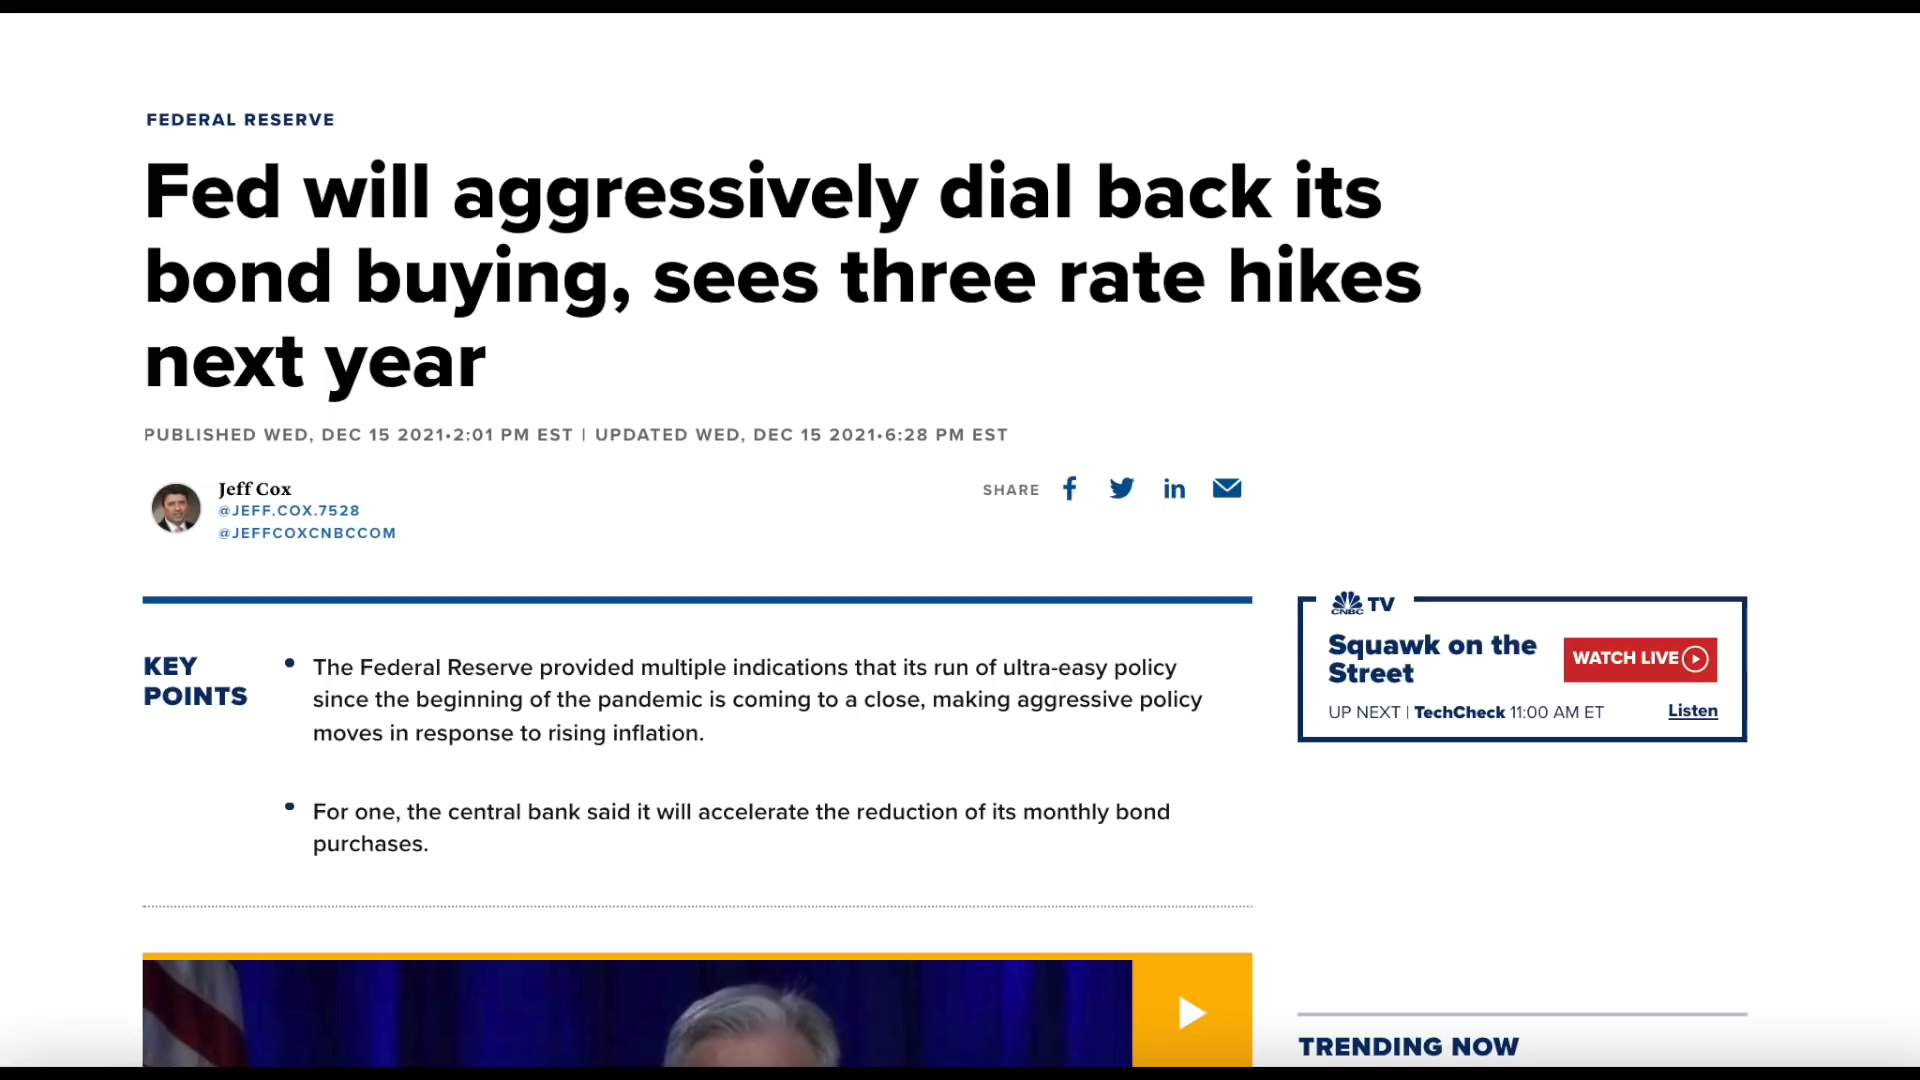 FEDERAL RESERVE
Fed will aggressively dial back its
bond buying, sees three rate hikes
next year
PUBLISHED WED, DEC 15 2021•2:01 PM EST | UPDATED WED, DEC 15 2021•6:28 PM EST
Jeff Cox
@JEFF.COX.7528
@JEFFCOXCNBCCOM
SHARE
KEY
POINTS
• The Federal Reserve provided multiple indications that its run of ultra-easy policy
since the beginning of the pandemic is coming to a close, making aggressive policy
moves in response to rising inflation.
• For one, the central bank said it will accelerate the reduction of its monthly bond
purchases.
CNBC TV
Squawk on the
Street
WATCH LIVE
UP NEXT | TechCheck 11:00 AM ET
Listen
TRENDING NOW